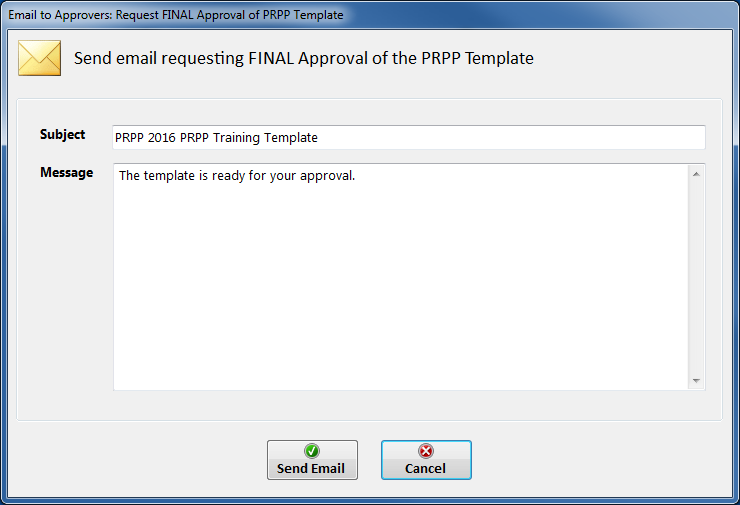 Email to Approvers: Request FINAL Approval of PRPP Template
Send email requesting FINAL Approval of the PRPP Template
Subject
PRPP 2016 PRPP Training Template
Message
The template is ready for your approval.
Send Email
Cancel